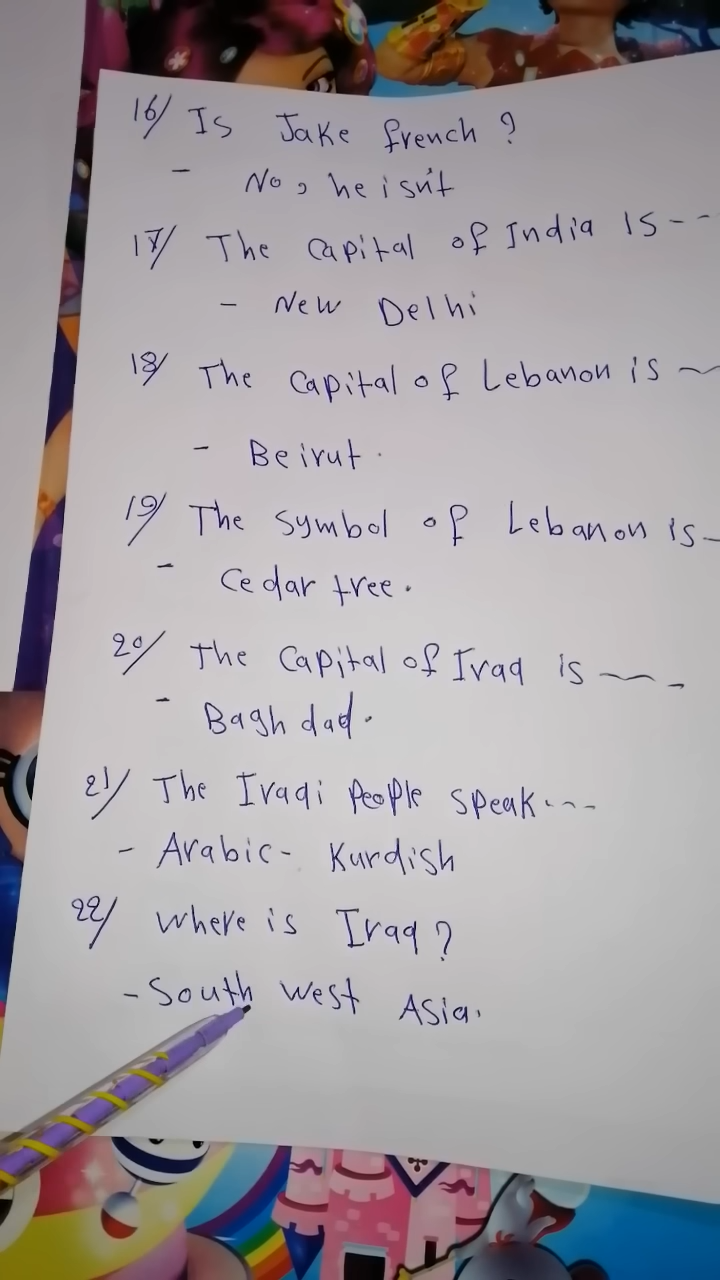 16/ Is Jake french ?
- No, he isn't
17/ The capital of India is ---
- New Delhi
18/ The capital of Lebanon is ~
- Beirut.
19/ The symbol of Lebanon is -
- Cedar tree.
20/ The capital of Iraq is ---
- Baghdad.
21/ The Iraqi people speak ----
- Arabic - Kurdish
22/ Where is Iraq?
- South west Asia.